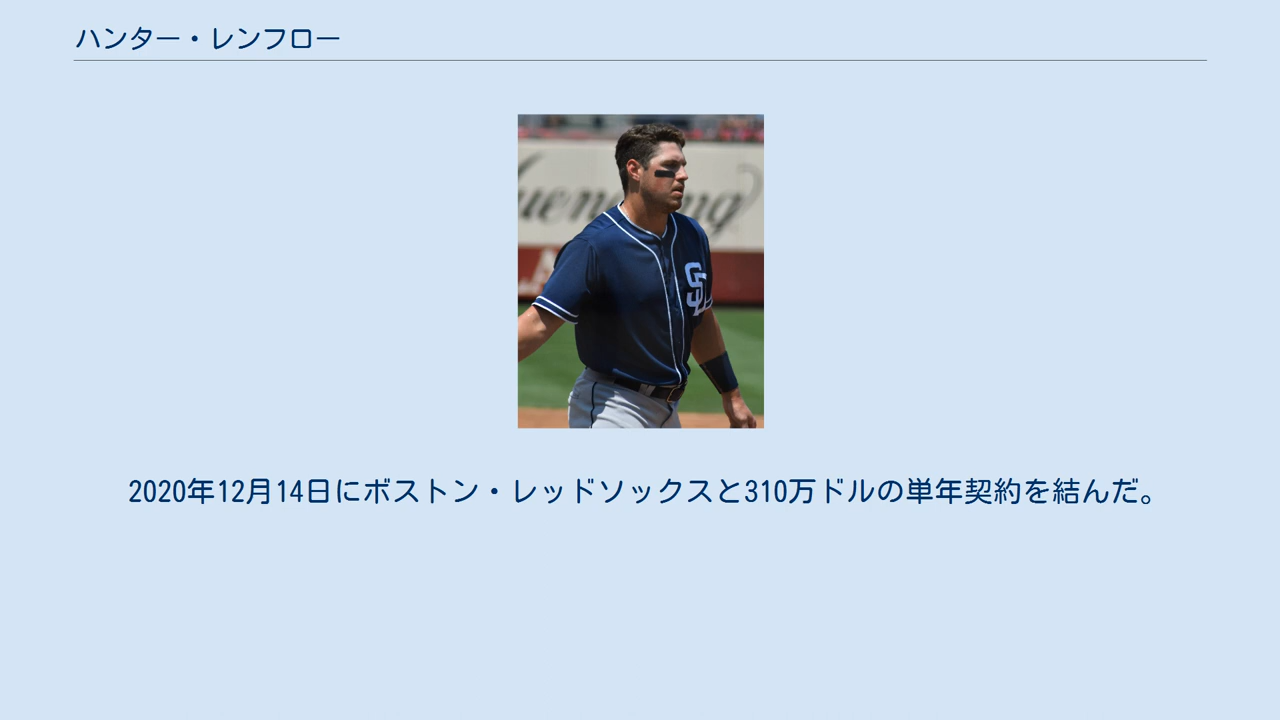 ハンター・レンフロー
2020年12月14日にボストン・レッドソックスと310万ドルの単年契約を結んだ。